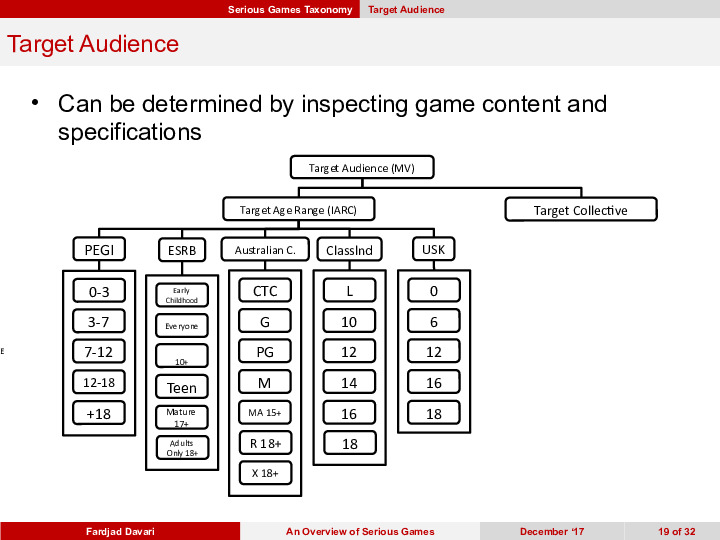 Serious Games Taxonomy Target Audience
Target Audience
• Can be determined by inspecting game content and
specifications
Target Audience (MV)
Target Age Range (IARC)
Target Collective
PEGI
ESRB
Australian C.
ClassInd
USK
0-3
3-7
7-12
12-18
+18
Early
Childhood
Everyone
10+
Teen
Mature
17+
Adults
Only 18+
CTC
G
PG
M
MA 15+
R 18+
X 18+
L
10
12
14
16
18
0
6
12
16
18
E
Fardjad Davari An Overview of Serious Games December ‘17 19 of 32